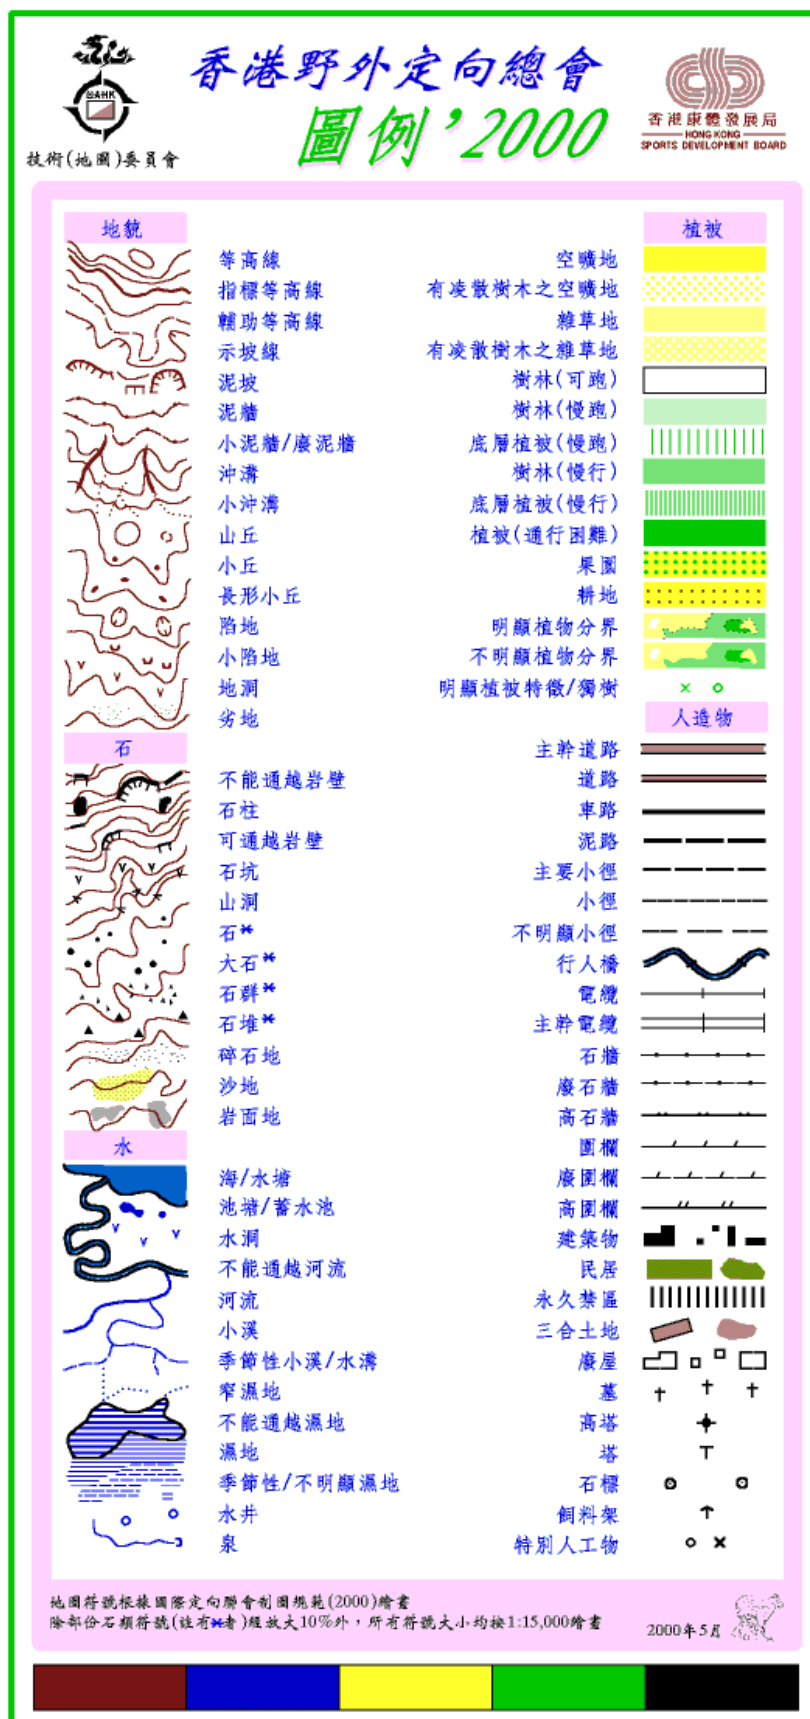 OAHK
技術(地圖)委員會
香港野外定向總會
圖例’2000
香港康體發展局
HONG KONG
SPORTS DEVELOPMENT BOARD
地貌
等高線
指標等高線
輔助等高線
示坡線
泥坡
泥牆
小泥牆/廢泥牆
沖溝
小沖溝
山丘
小丘
長形小丘
陷地
小陷地
地洞
劣地
石
不能通越岩壁
石柱
可通越岩壁
石坑
山洞
石*
大石*
石群*
石堆*
碎石地
沙地
岩面地
水
海/水塘
池塘/蓄水池
水洞
不能通越河流
河流
小溪
季節性小溪/水溝
窄濕地
不能通越濕地
濕地
季節性/不明顯濕地
水井
泉
植被
空曠地
有凌散樹木之空曠地
雜草地
有凌散樹木之雜草地
樹林(可跑)
樹林(慢跑)
底層植被(慢跑)
樹林(慢行)
底層植被(慢行)
植被(通行困難)
果園
耕地
明顯植物分界
不明顯植物分界
明顯植被特徵/獨樹
人造物
主幹道路
道路
車路
泥路
主要小徑
小徑
不明顯小徑
行人橋
電纜
主幹電纜
石牆
廢石牆
高石牆
圍欄
廢圍欄
高圍欄
建築物
民居
永久禁區
三合土地
廢屋
墓
高塔
塔
石標
飼料架
特別人工物
地圖符號根據國際定向聯會制圖規範(2000)繪畫
除部份石類符號(註有*者)經放大10%外，所有符號大小均按1:15,000繪畫
2000年5月